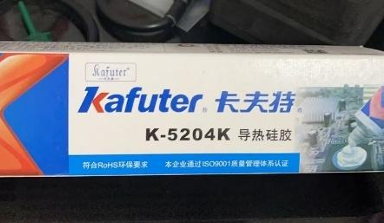 Kafuter
Kafuter® 卡夫特®
K-5204K 导热硅胶
符合RoHS环保要求 本企业通过ISO9001质量管理体系认证